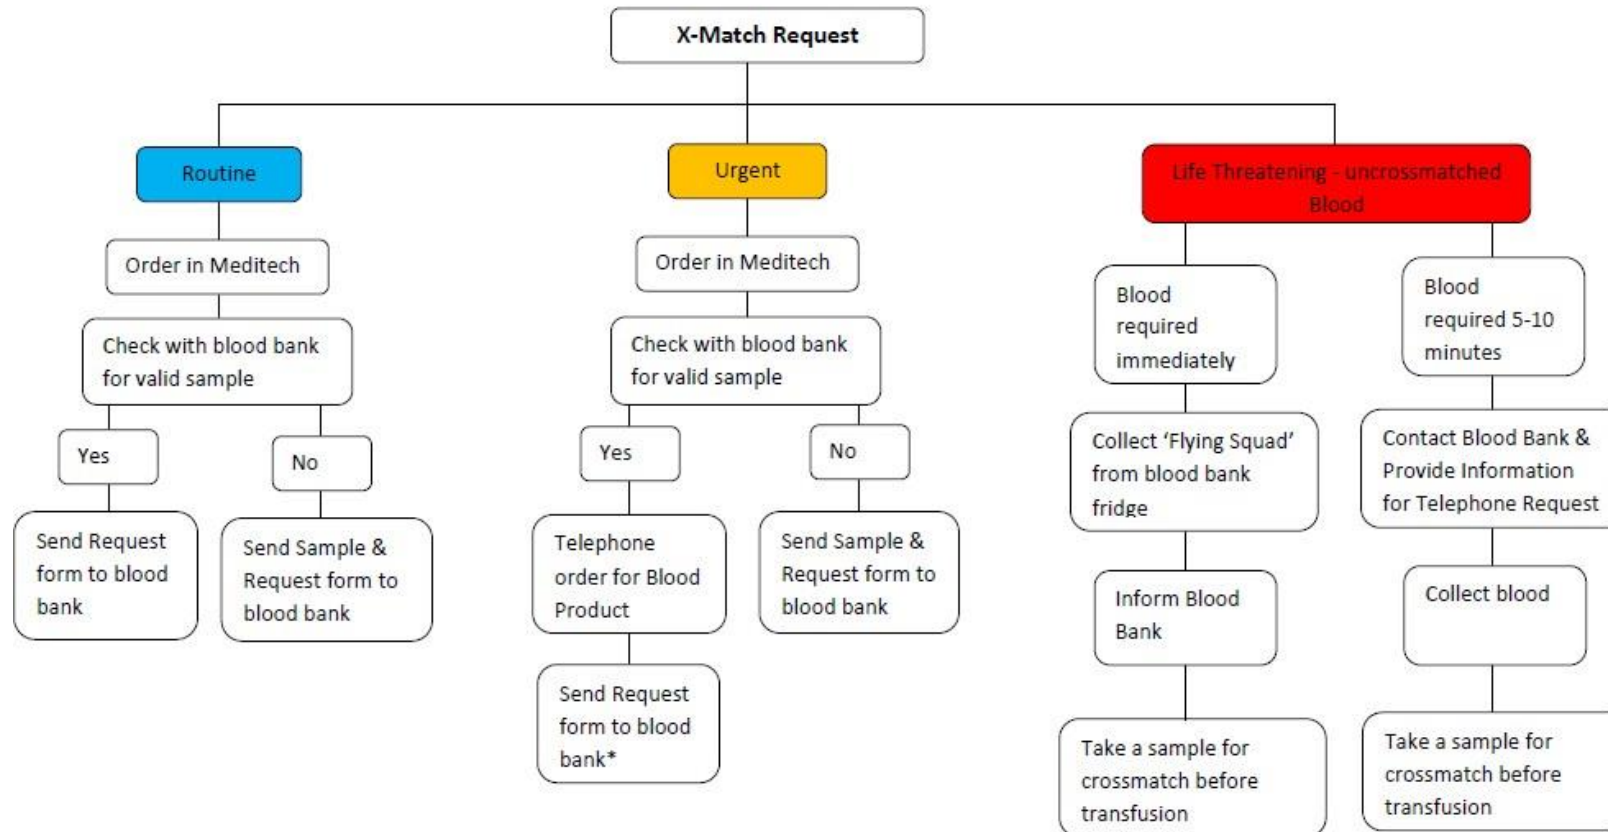 X-Match Request
Routine
Order in Meditech
Check with blood bank
for valid sample
Yes
Send Request
form to blood
bank
No
Send Sample &
Request form to
blood bank
Urgent
Order in Meditech
Check with blood bank
for valid sample
Yes
Telephone
order for Blood
Product
Send Request
form to blood
bank*
No
Send Sample &
Request form to
blood bank
Life Threatening - uncrossmatched
Blood
Blood
required
immediately
Collect ‘Flying Squad’
from blood bank
fridge
Inform Blood
Bank
Take a sample for
crossmatch before
transfusion
Blood
required 5-10
minutes
Contact Blood Bank &
Provide Information
for Telephone Request
Collect blood
Take a sample for
crossmatch before
transfusion